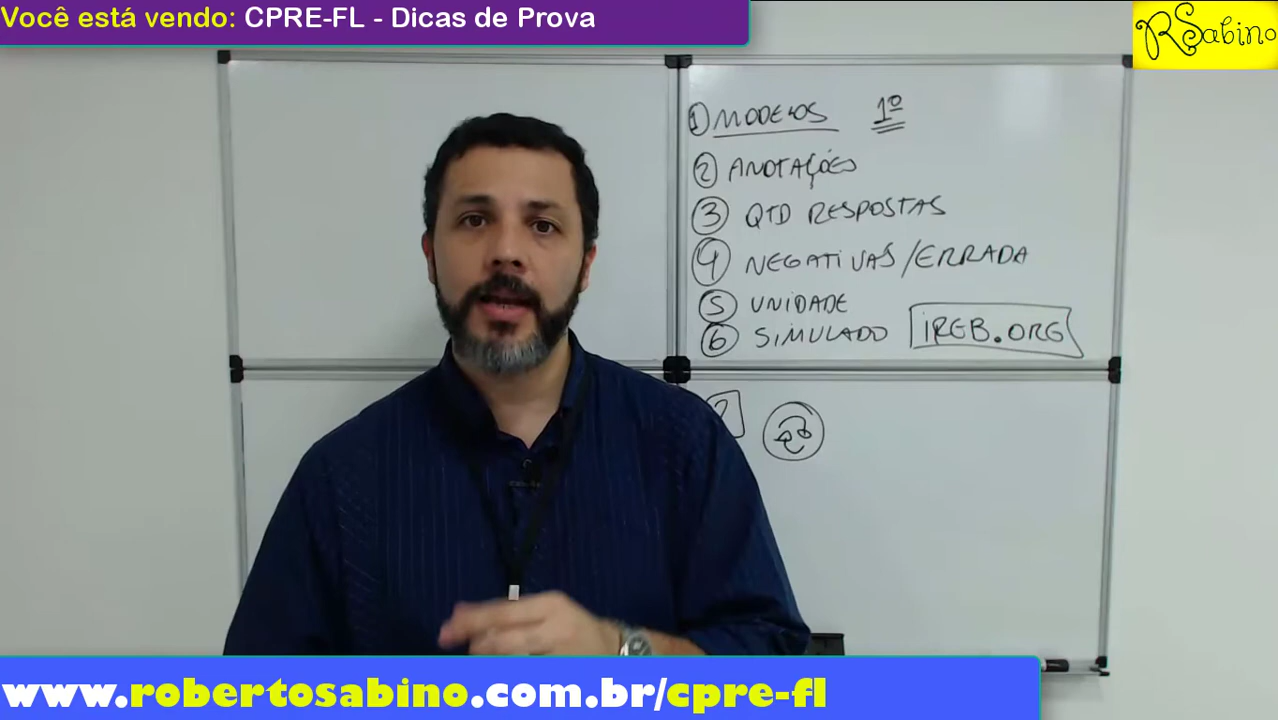 Você está vendo: CPRE-FL - Dicas de Prova
RSabino
① MODELOS 1º
② ANOTAÇÕES
③ QTD RESPOSTAS
④ NEGATIVAS/ERRADA
⑤ UNIDADE
⑥ SIMULADO IREB.ORG
?
www.robertosabino.com.br/cpre-fl